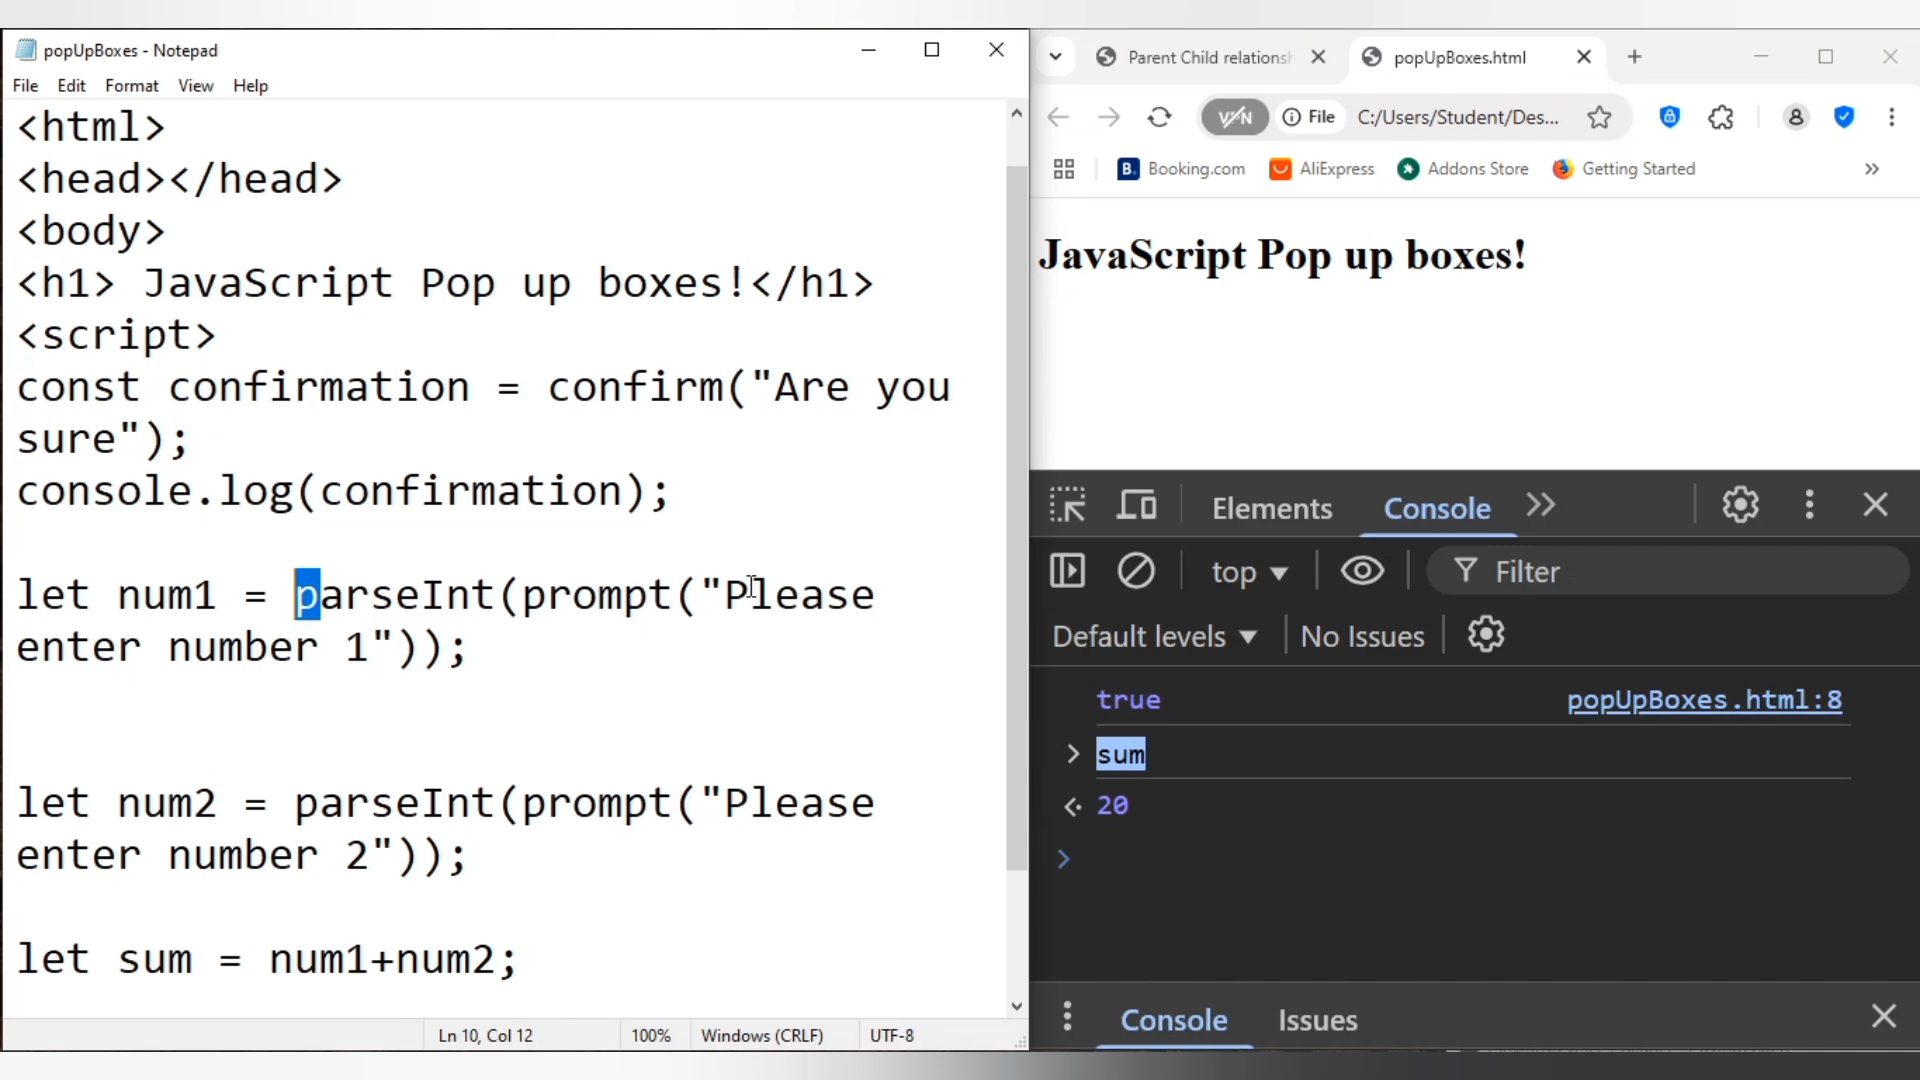 popUpBoxes - Notepad
File Edit Format View Help
<html>
<head></head>
<body>
<h1> JavaScript Pop up boxes!</h1>
<script>
const confirmation = confirm("Are you
sure");
console.log(confirmation);
let num1 = parseInt(prompt("Please
enter number 1"));
let num2 = parseInt(prompt("Please
enter number 2"));
let sum = num1+num2;
Ln 10, Col 12 100% Windows (CRLF) UTF-8
Parent Child relations popUpBoxes.html
VPN File C:/Users/Student/Des...
B. Booking.com AliExpress Addons Store Getting Started
JavaScript Pop up boxes!
Elements Console
top Filter
Default levels No Issues
true popUpBoxes.html:8
> sum
20
>
Console Issues